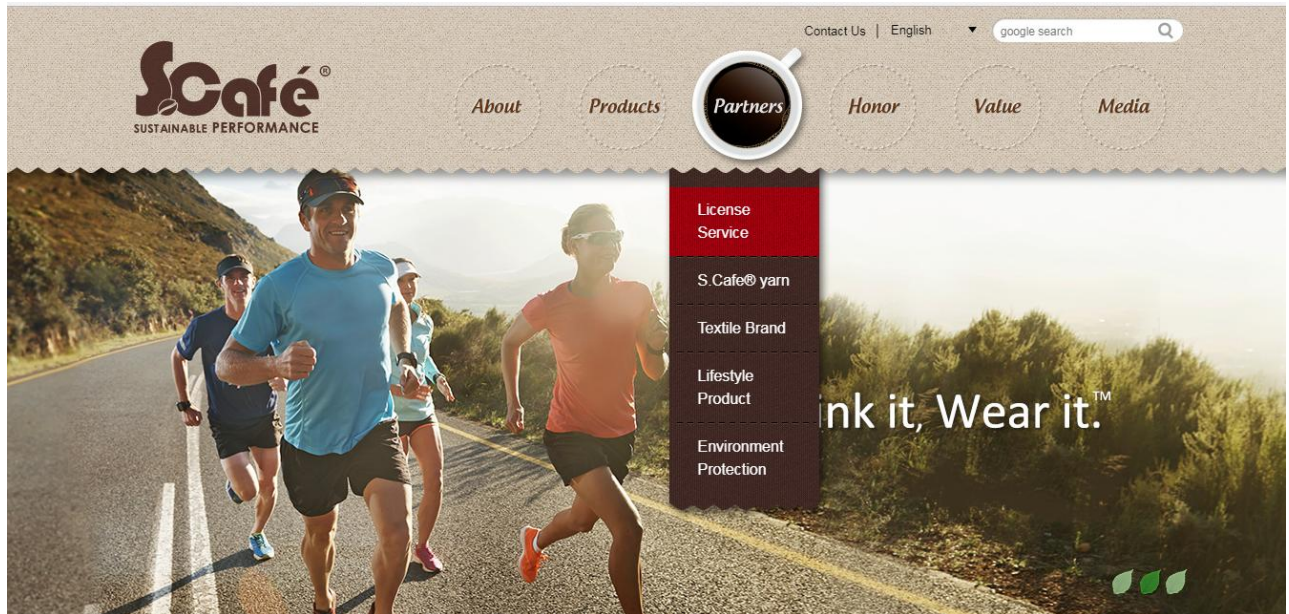 Contact Us | English
google search
S.Café®
SUSTAINABLE PERFORMANCE
About
Products
Partners
Honor
Value
Media
License
Service
S.Cafe® yarn
Textile Brand
Lifestyle
Product
Environment
Protection
ink it, Wear it.™